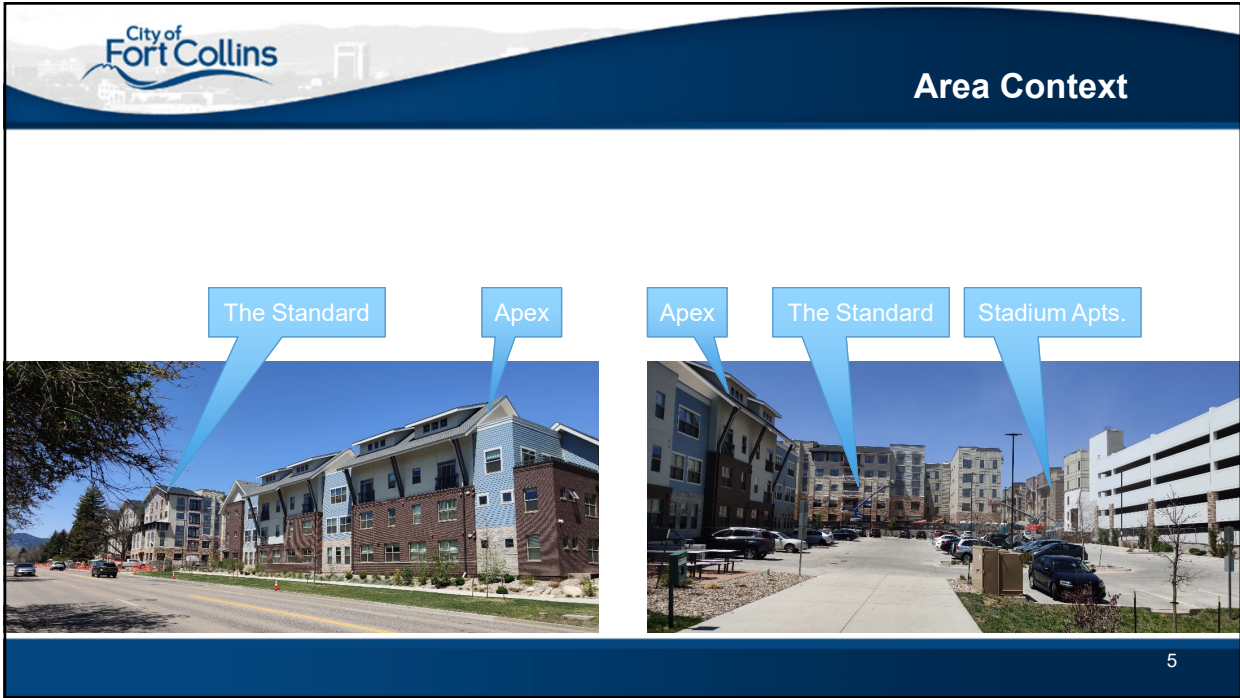 City of
Fort Collins
Area Context
The Standard
Apex
Apex
The Standard
Stadium Apts.
5